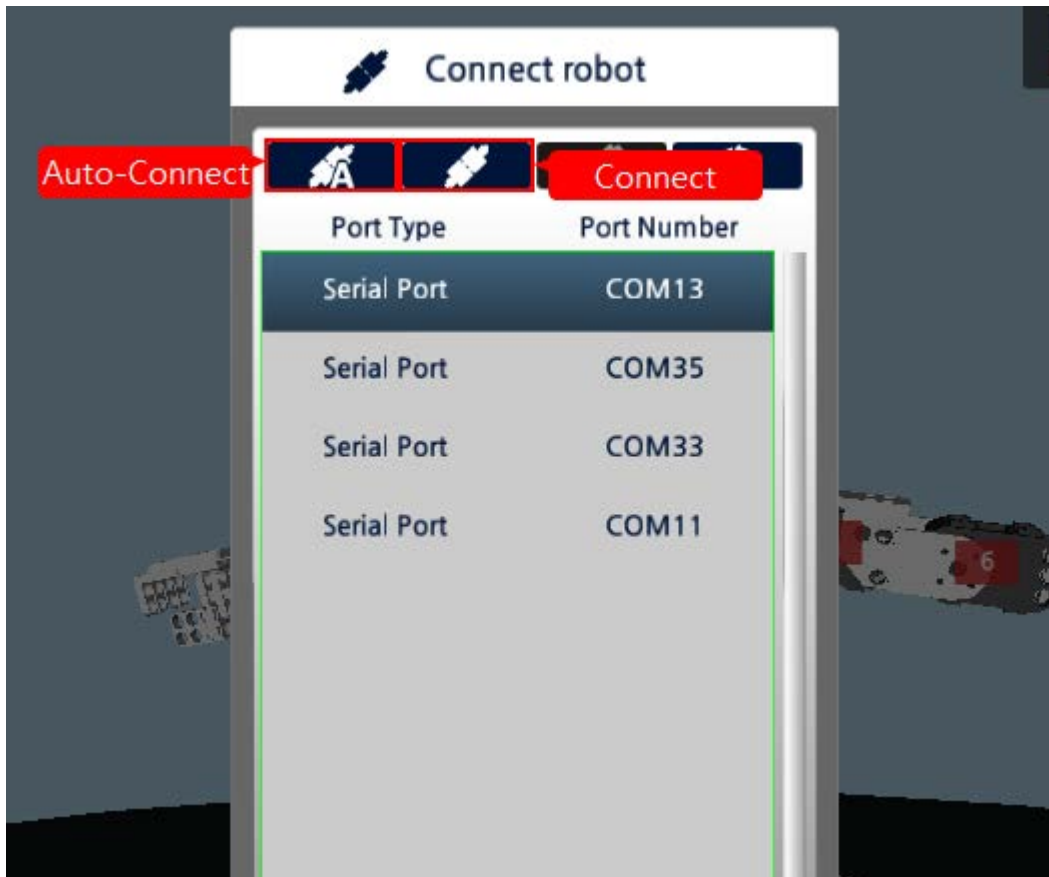 Connect robot
Auto-Connect
A
Connect
Port Type Port Number
Serial Port COM13
Serial Port COM35
Serial Port COM33
Serial Port COM11
6